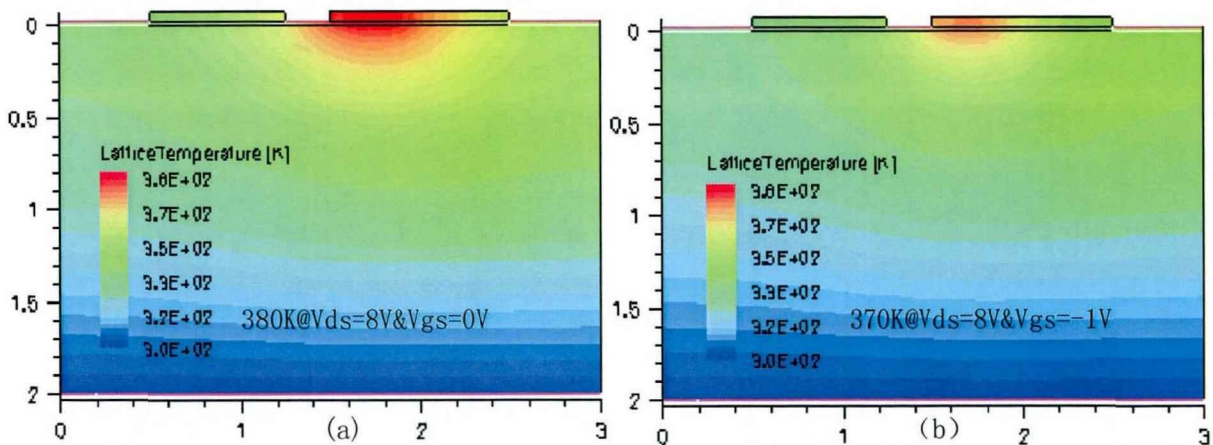 0
0.5
1
1.5
2
LatticeTemperature [K]
3.8E+02
3.7E+02
3.5E+02
3.3E+02
3.2E+02
3.0E+02
380K@Vds=8V&Vgs=0V
0
1
2
3
(a)
0
0.5
1
1.5
2
LatticeTemperature [K]
3.8E+02
3.7E+02
3.5E+02
3.3E+02
3.2E+02
3.0E+02
370K@Vds=8V&Vgs=-1V
0
1
2
3
(b)